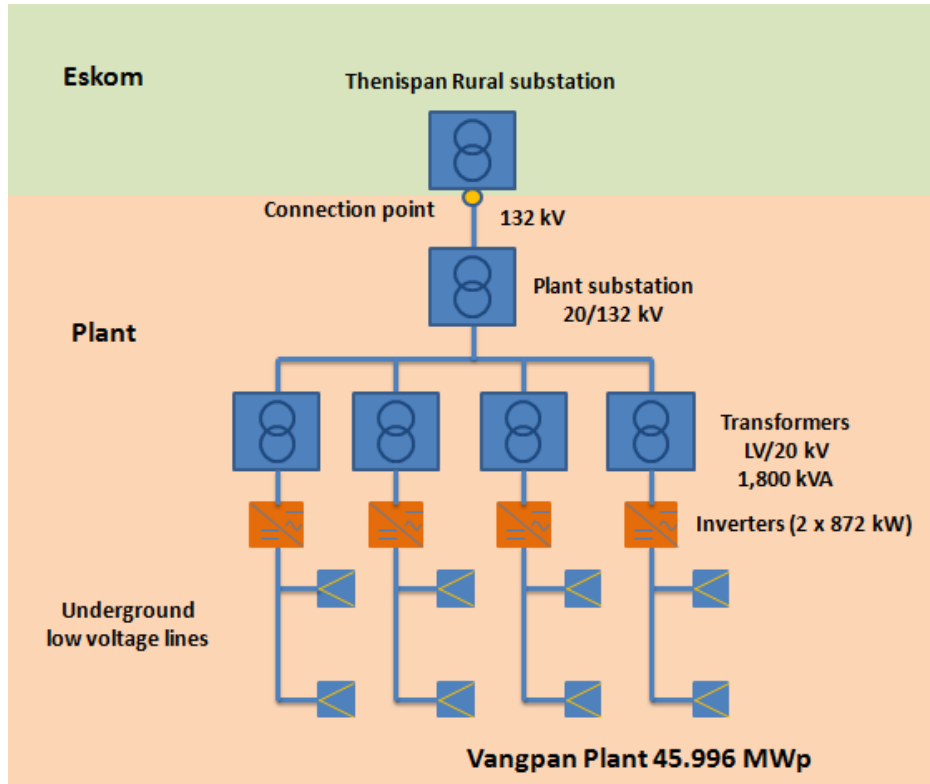 Eskom
Thenispan Rural substation
Connection point
132 kV
Plant substation
20/132 kV
Plant
Transformers
LV/20 kV
1,800 kVA
Inverters (2 x 872 kW)
Underground
low voltage lines
Vangpan Plant 45.996 MWp